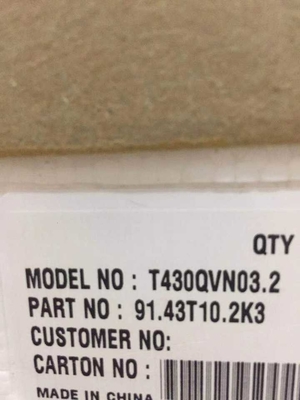 QTY
MODEL NO : T430QVN03.2
PART NO : 91.43T10.2K3
CUSTOMER NO:
CARTON NO :
MADE IN CHINA